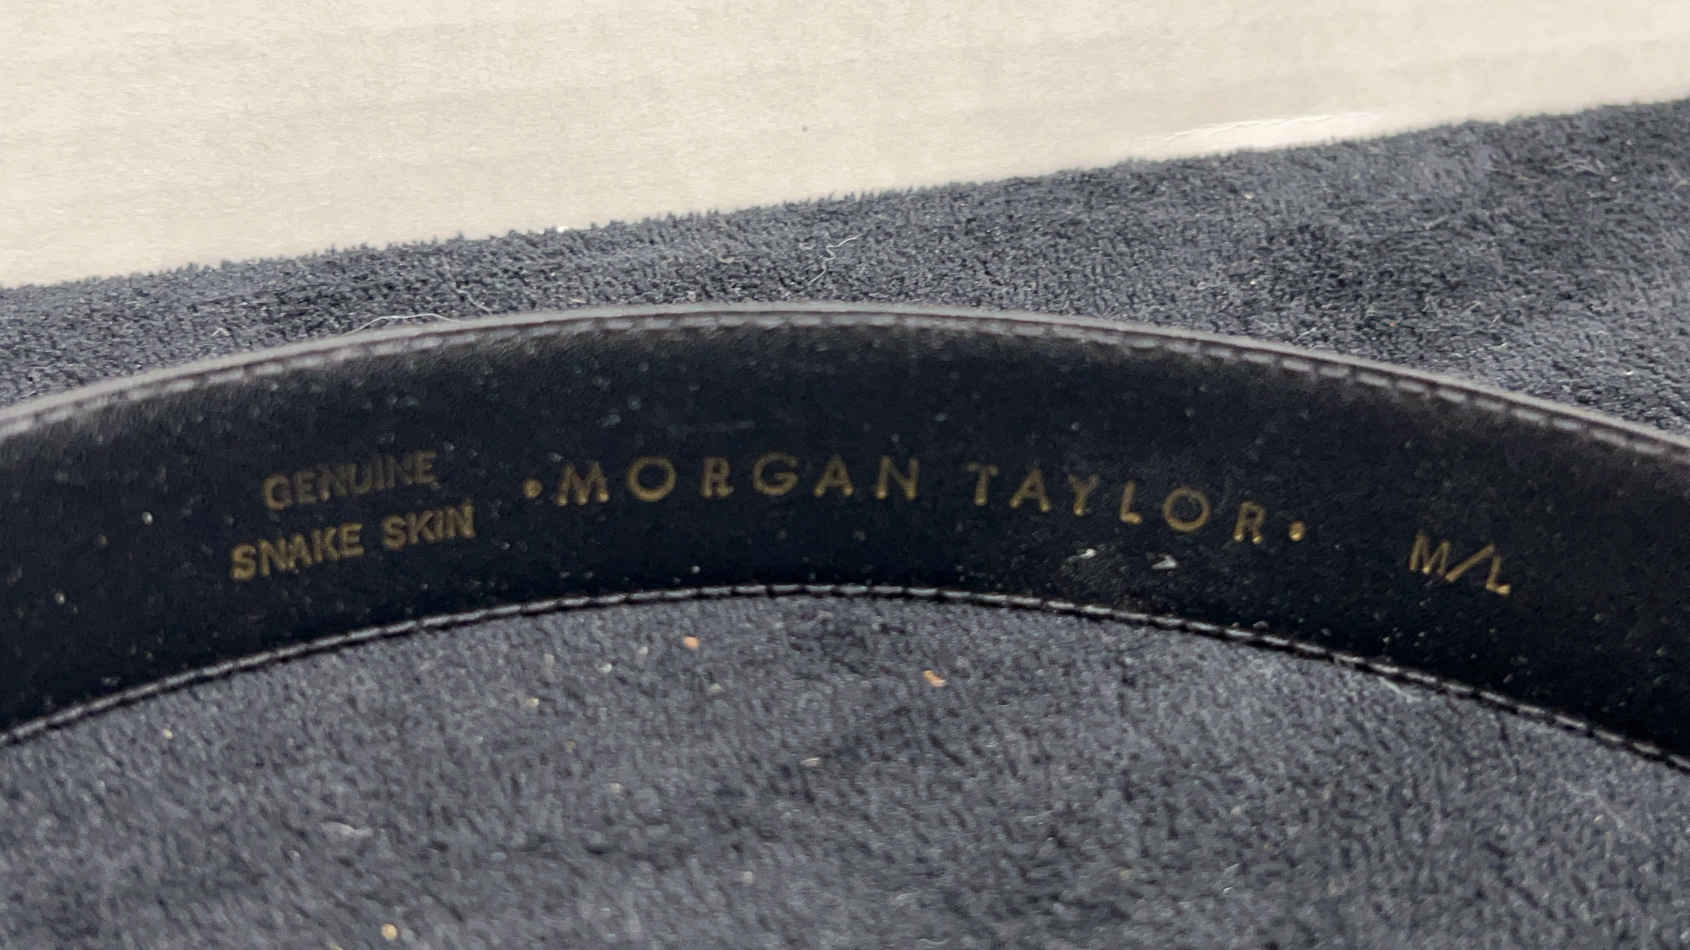 GENUINE
SNAKE SKIN
•MORGAN TAYLOR•
M/L